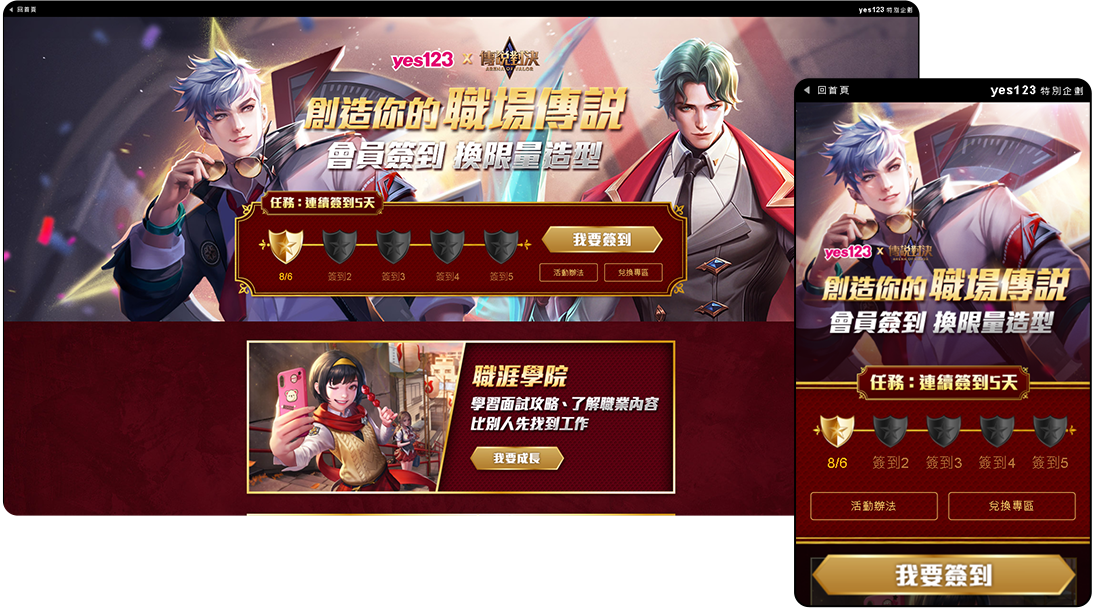 回首頁
yes123 特別企劃
yes123 x 傳說對決
ARENA OF VALOR
創造你的職場傳說
會員簽到 換限量造型
任務：連續簽到5天
8/6 簽到2 簽到3 簽到4 簽到5
我要簽到
活動辦法 兌換專區
職涯學院
學習面試攻略、了解職業內容
比別人先找到工作
我要成長
回首頁
yes123 特別企劃
yes123 x 傳說對決
ARENA OF VALOR
創造你的職場傳說
會員簽到 換限量造型
任務：連續簽到5天
8/6 簽到2 簽到3 簽到4 簽到5
活動辦法 兌換專區
我要簽到